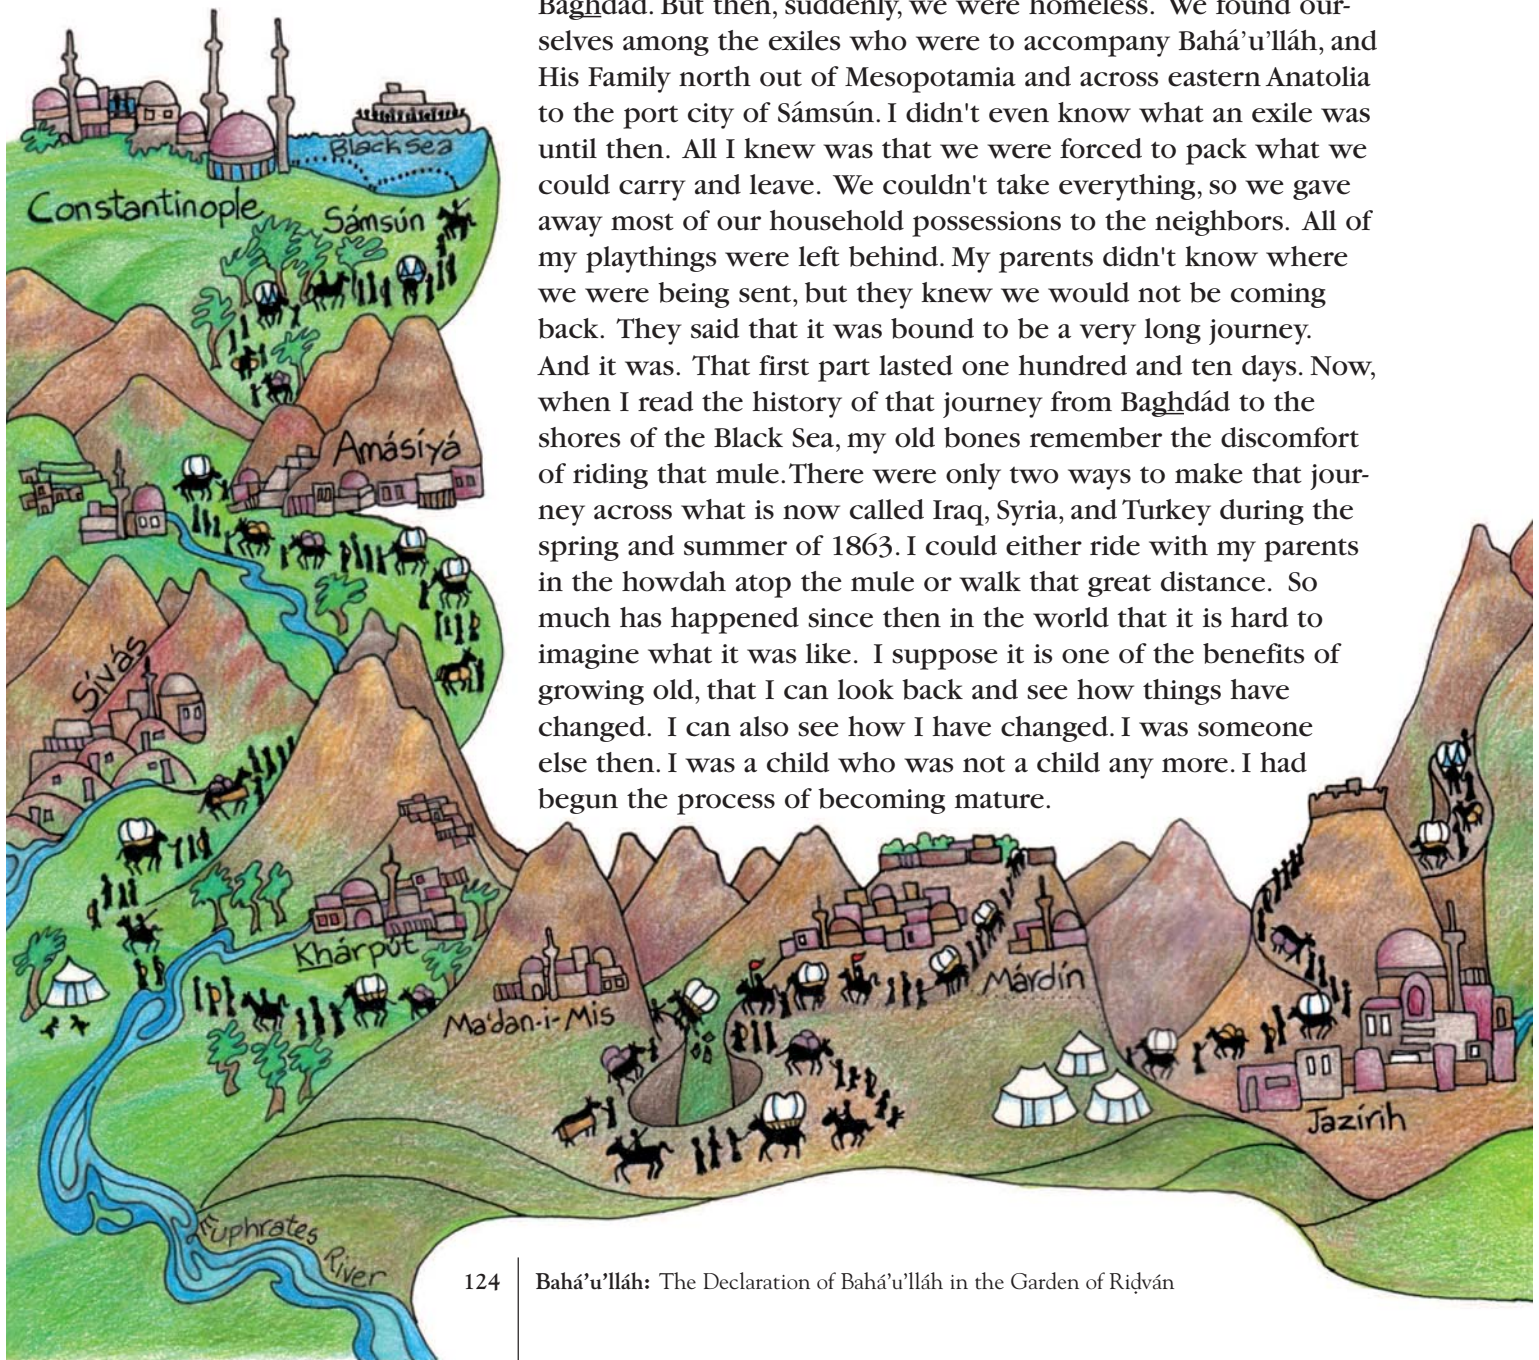 Baghdád. But then, suddenly, we were homeless. We found our-
selves among the exiles who were to accompany Bahá’u’lláh, and
His Family north out of Mesopotamia and across eastern Anatolia
to the port city of Sámsún. I didn't even know what an exile was
until then. All I knew was that we were forced to pack what we
could carry and leave. We couldn't take everything, so we gave
away most of our household possessions to the neighbors. All of
my playthings were left behind. My parents didn't know where
we were being sent, but they knew we would not be coming
back. They said that it was bound to be a very long journey.
And it was. That first part lasted one hundred and ten days. Now,
when I read the history of that journey from Baghdád to the
shores of the Black Sea, my old bones remember the discomfort
of riding that mule. There were only two ways to make that jour-
ney across what is now called Iraq, Syria, and Turkey during the
spring and summer of 1863. I could either ride with my parents
in the howdah atop the mule or walk that great distance. So
much has happened since then in the world that it is hard to
imagine what it was like. I suppose it is one of the benefits of
growing old, that I can look back and see how things have
changed. I can also see how I have changed. I was someone
else then. I was a child who was not a child any more. I had
begun the process of becoming mature.
Black sea
Constantinople
Sámsún
Amásíyá
Sívás
Khárpút
Ma'dan-i-Mis
Márdín
Jazírih
Euphrates
River
124
Bahá’u’lláh: The Declaration of Bahá’u’lláh in the Garden of Riḍván